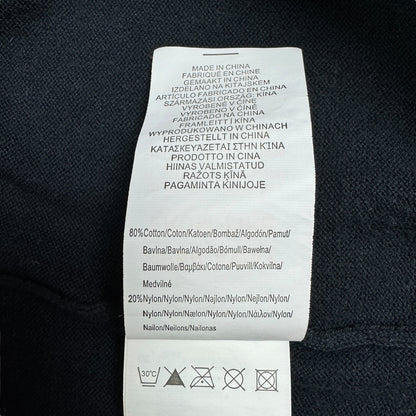 MADE IN CHINA
FABRIQUÉ EN CHINE
GEMAAKT IN CHINA
IZDELANO NA KITAJSKEM
ARTÍCULO FABRICADO EN CHINA
SZÁRMAZÁSI ORSZÁG: KÍNA
VYROBENÉ V ČÍNE
VYROBENO V ČÍNĚ
FABRICADO NA CHINA
FRAMLEITT Í KÍNA
WYPRODUKOWANO W CHINACH
HERGESTELLT IN CHINA
ΚΑΤΑΣΚΕΥΑΖΕΤΑΙ ΣΤΗΝ ΚΊΝΑ
PRODOTTO IN CINA
HIINAS VALMISTATUD
RAŽOTS ĶĪNĀ
PAGAMINTA KINIJOJE
80%Cotton/Coton/Katoen/Bombaž/Algodón/Pamut/
Bavlna/Bavlna/Algodão/Bómull/Bawełna/
Baumwolle/Βαμβάκι/Cotone/Puuvill/Kokvilna/
Medvilnė
20%Nylon/Nylon/Nylon/Najlon/Nylon/Nejlon/Nylon/
Nylon/Nylon/Nælon/Nylon/Nylon/Νάιλον/Nylon/
Nailon/Neilons/Nailonas
30℃